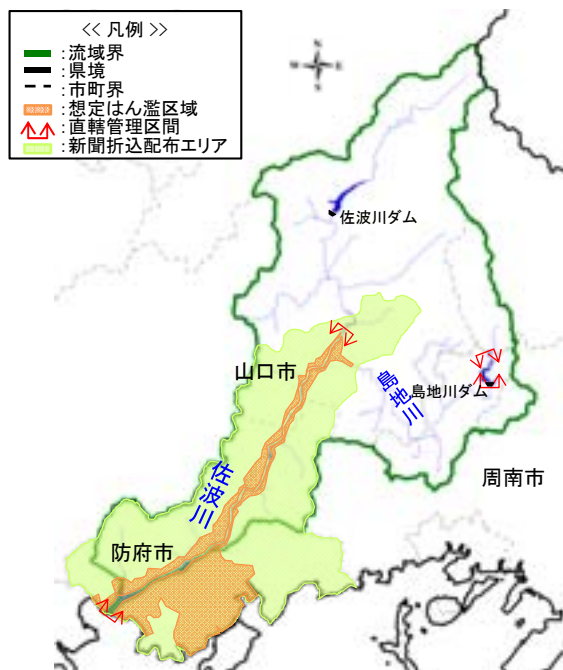 << 凡例 >>
:流域界
:県境
:市町界
:想定はん濫区域
:直轄管理区間
:新聞折込配布エリア
W E
佐波川ダム
山口市
島地川
島地川ダム
周南市
佐波川
防府市